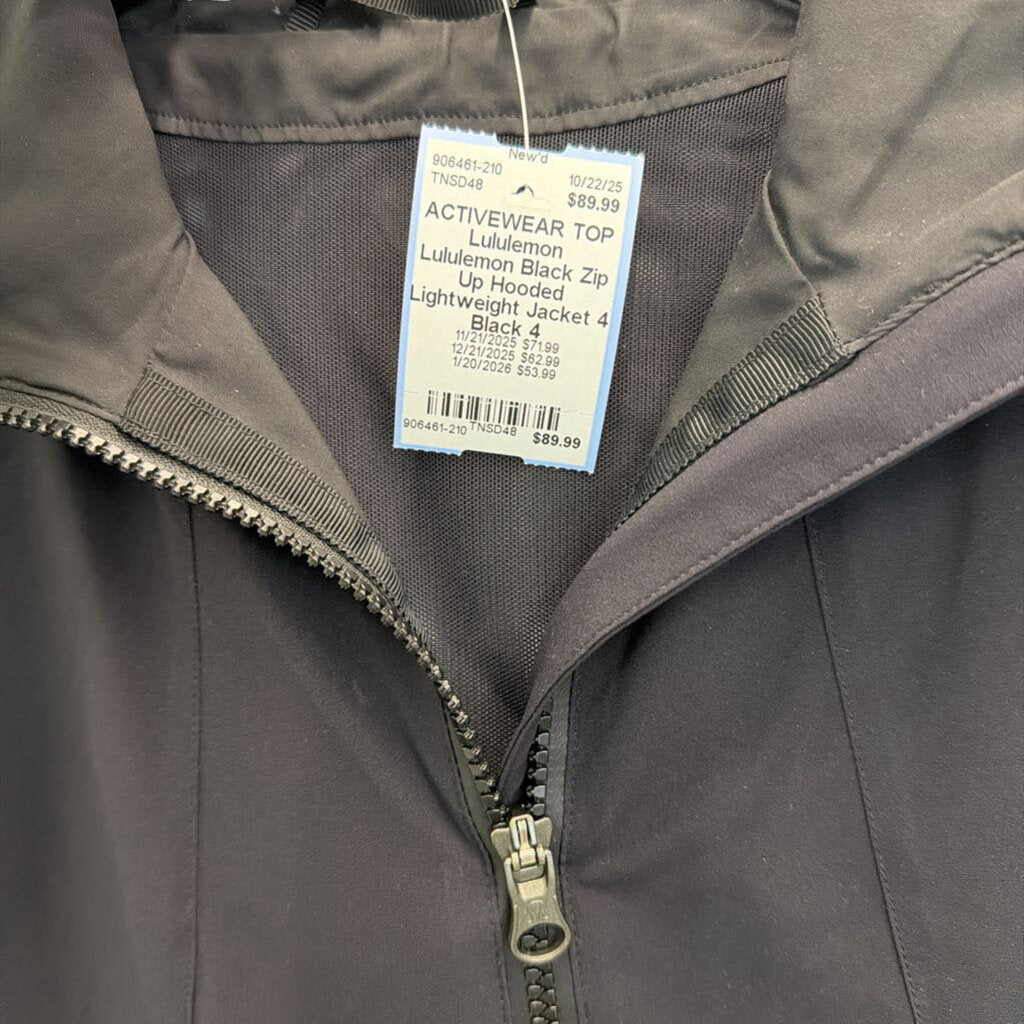 New'd
906461-210 10/22/25
TNSD48 $89.99
ACTIVEWEAR TOP
Lululemon
Lululemon Black Zip
Up Hooded
Lightweight Jacket 4
Black 4
11/21/2025 $71.99
12/21/2025 $62.99
1/20/2026 $53.99
906461-210 TNSD48 $89.99